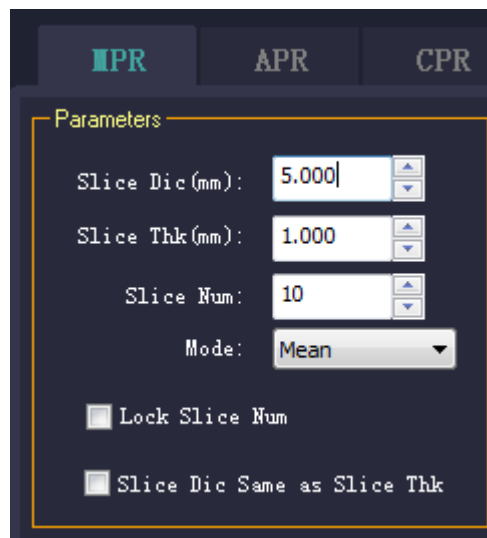 MPR APR CPR
Parameters
Slice Dic(mm): 5.000
Slice Thk(mm): 1.000
Slice Num: 10
Mode: Mean
Lock Slice Num
Slice Dic Same as Slice Thk